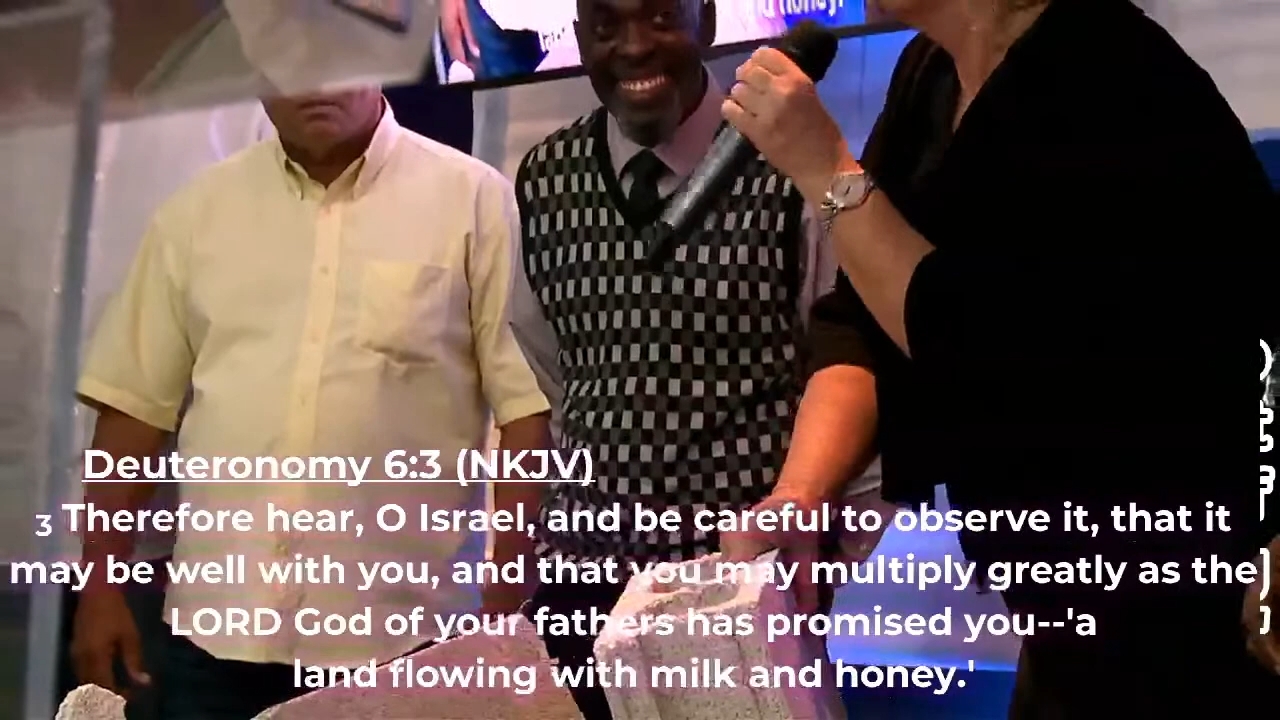 nd honey.'
Deuteronomy 6:3 (NKJV)
3 Therefore hear, O Israel, and be careful to observe it, that it
may be well with you, and that you may multiply greatly as the
LORD God of your fathers has promised you--'a
land flowing with milk and honey.'